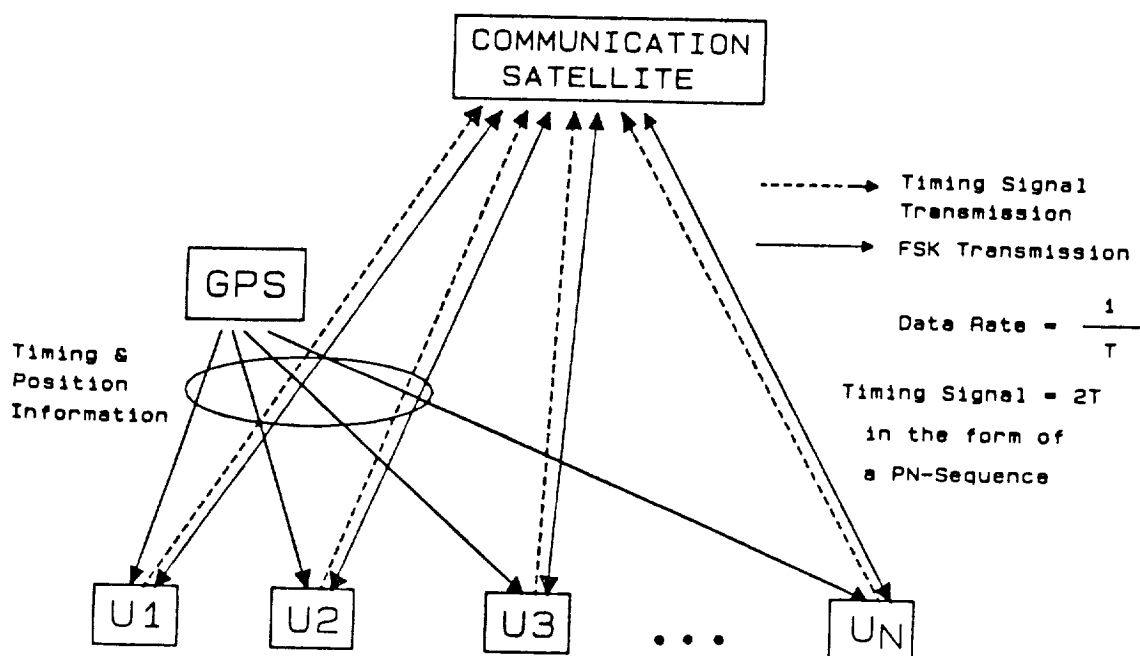 COMMUNICATION
SATELLITE
Timing Signal
Transmission
FSK Transmission
GPS
Data Rate = 1
T
Timing &
Position
Information
Timing Signal = 2T
in the form of
a PN-Sequence
U1
U2
U3
• • •
UN